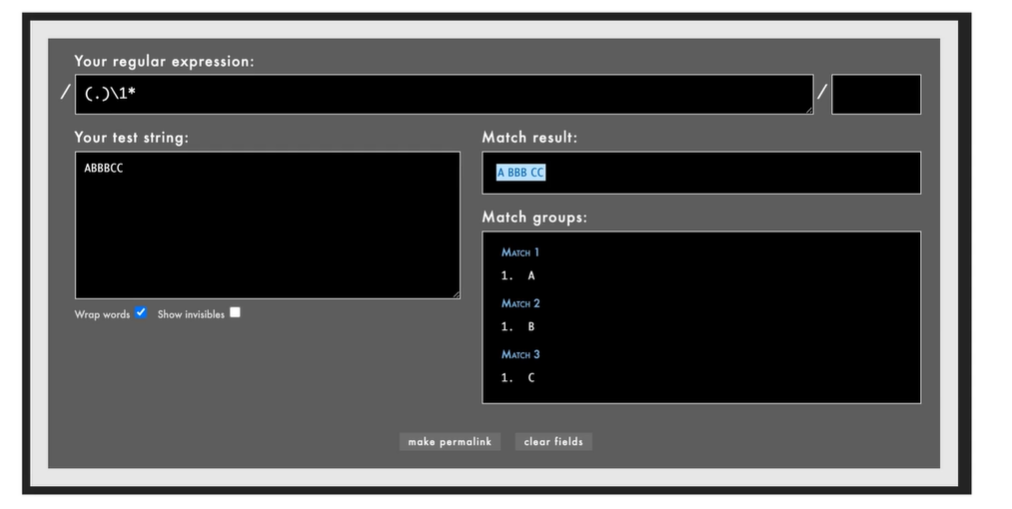 Your regular expression:
/ (.)\1* /
Your test string:
ABBBCC
Wrap words Show invisibles
Match result:
A BBB CC
Match groups:
Match 1
1. A
Match 2
1. B
Match 3
1. C
make permalink clear fields